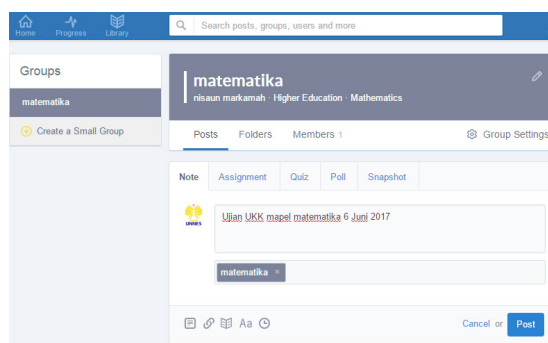 Home Progress Library
Search posts, groups, users and more
Groups
matematika
Create a Small Group
matematika
nisaun markamah · Higher Education · Mathematics
Posts Folders Members 1 Group Settings
Note Assignment Quiz Poll Snapshot
UNNES
Ujian UKK mapel matematika 6 Juni 2017
matematika ×
Aa
Cancel or Post